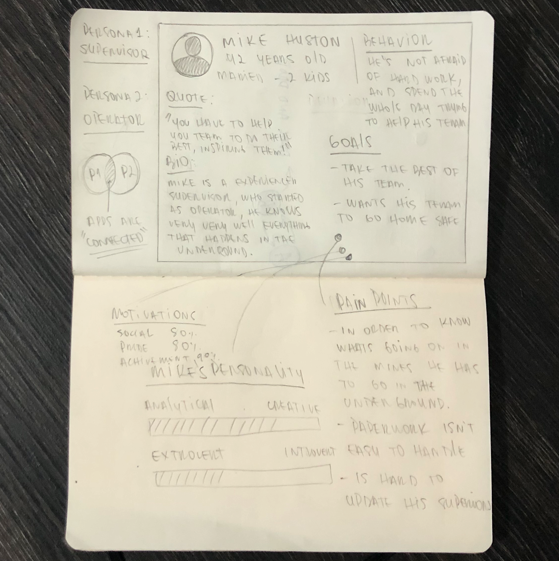 PERSONA 1:
SUPERVISOR
PERSONA 2:
OPERATOR
P1 P2
APPS ARE
"CONNECTED"
MIKE HUSTON
42 YEARS OLD
MARIED - 2 KIDS
QUOTE:
"YOU HAVE TO HELP
YOU TEAM TO DO THEIR
BEST, INSPIRING TEAM!"
BIO:
MIKE IS A EXPERIENCED
SUPERVISOR, WHO STARTED
AS OPERATOR, HE KNOWS
VERY VERY WELL EVERYTHING
THAT HAPPENS IN THE
UNDERGROUND.
BEHAVIOR
HE'S NOT AFRAID
OF HARD WORK,
AND SPEND THE
WHOLE DAY TRYING
TO HELP HIS TEAM
GOALS
- TAKE THE BEST OF
HIS TEAM.
- WANTS HIS TEAM
TO GO HOME SAFE
MOTIVATIONS
SOCIAL 50%
PRIDE 90%
ACHIEVEMENT 90%
MIKE'S PERSONALITY
ANALYTICAL CREATIVE
EXTROVERT INTROVERT
PAIN POINTS
- IN ORDER TO KNOW
WHATS GOING ON IN
THE MINES HE HAS
TO GO IN THE
UNDERGROUND.
- PAPERWORK ISN'T
EASY TO HANDLE
- IS HARD TO
UPDATE HIS